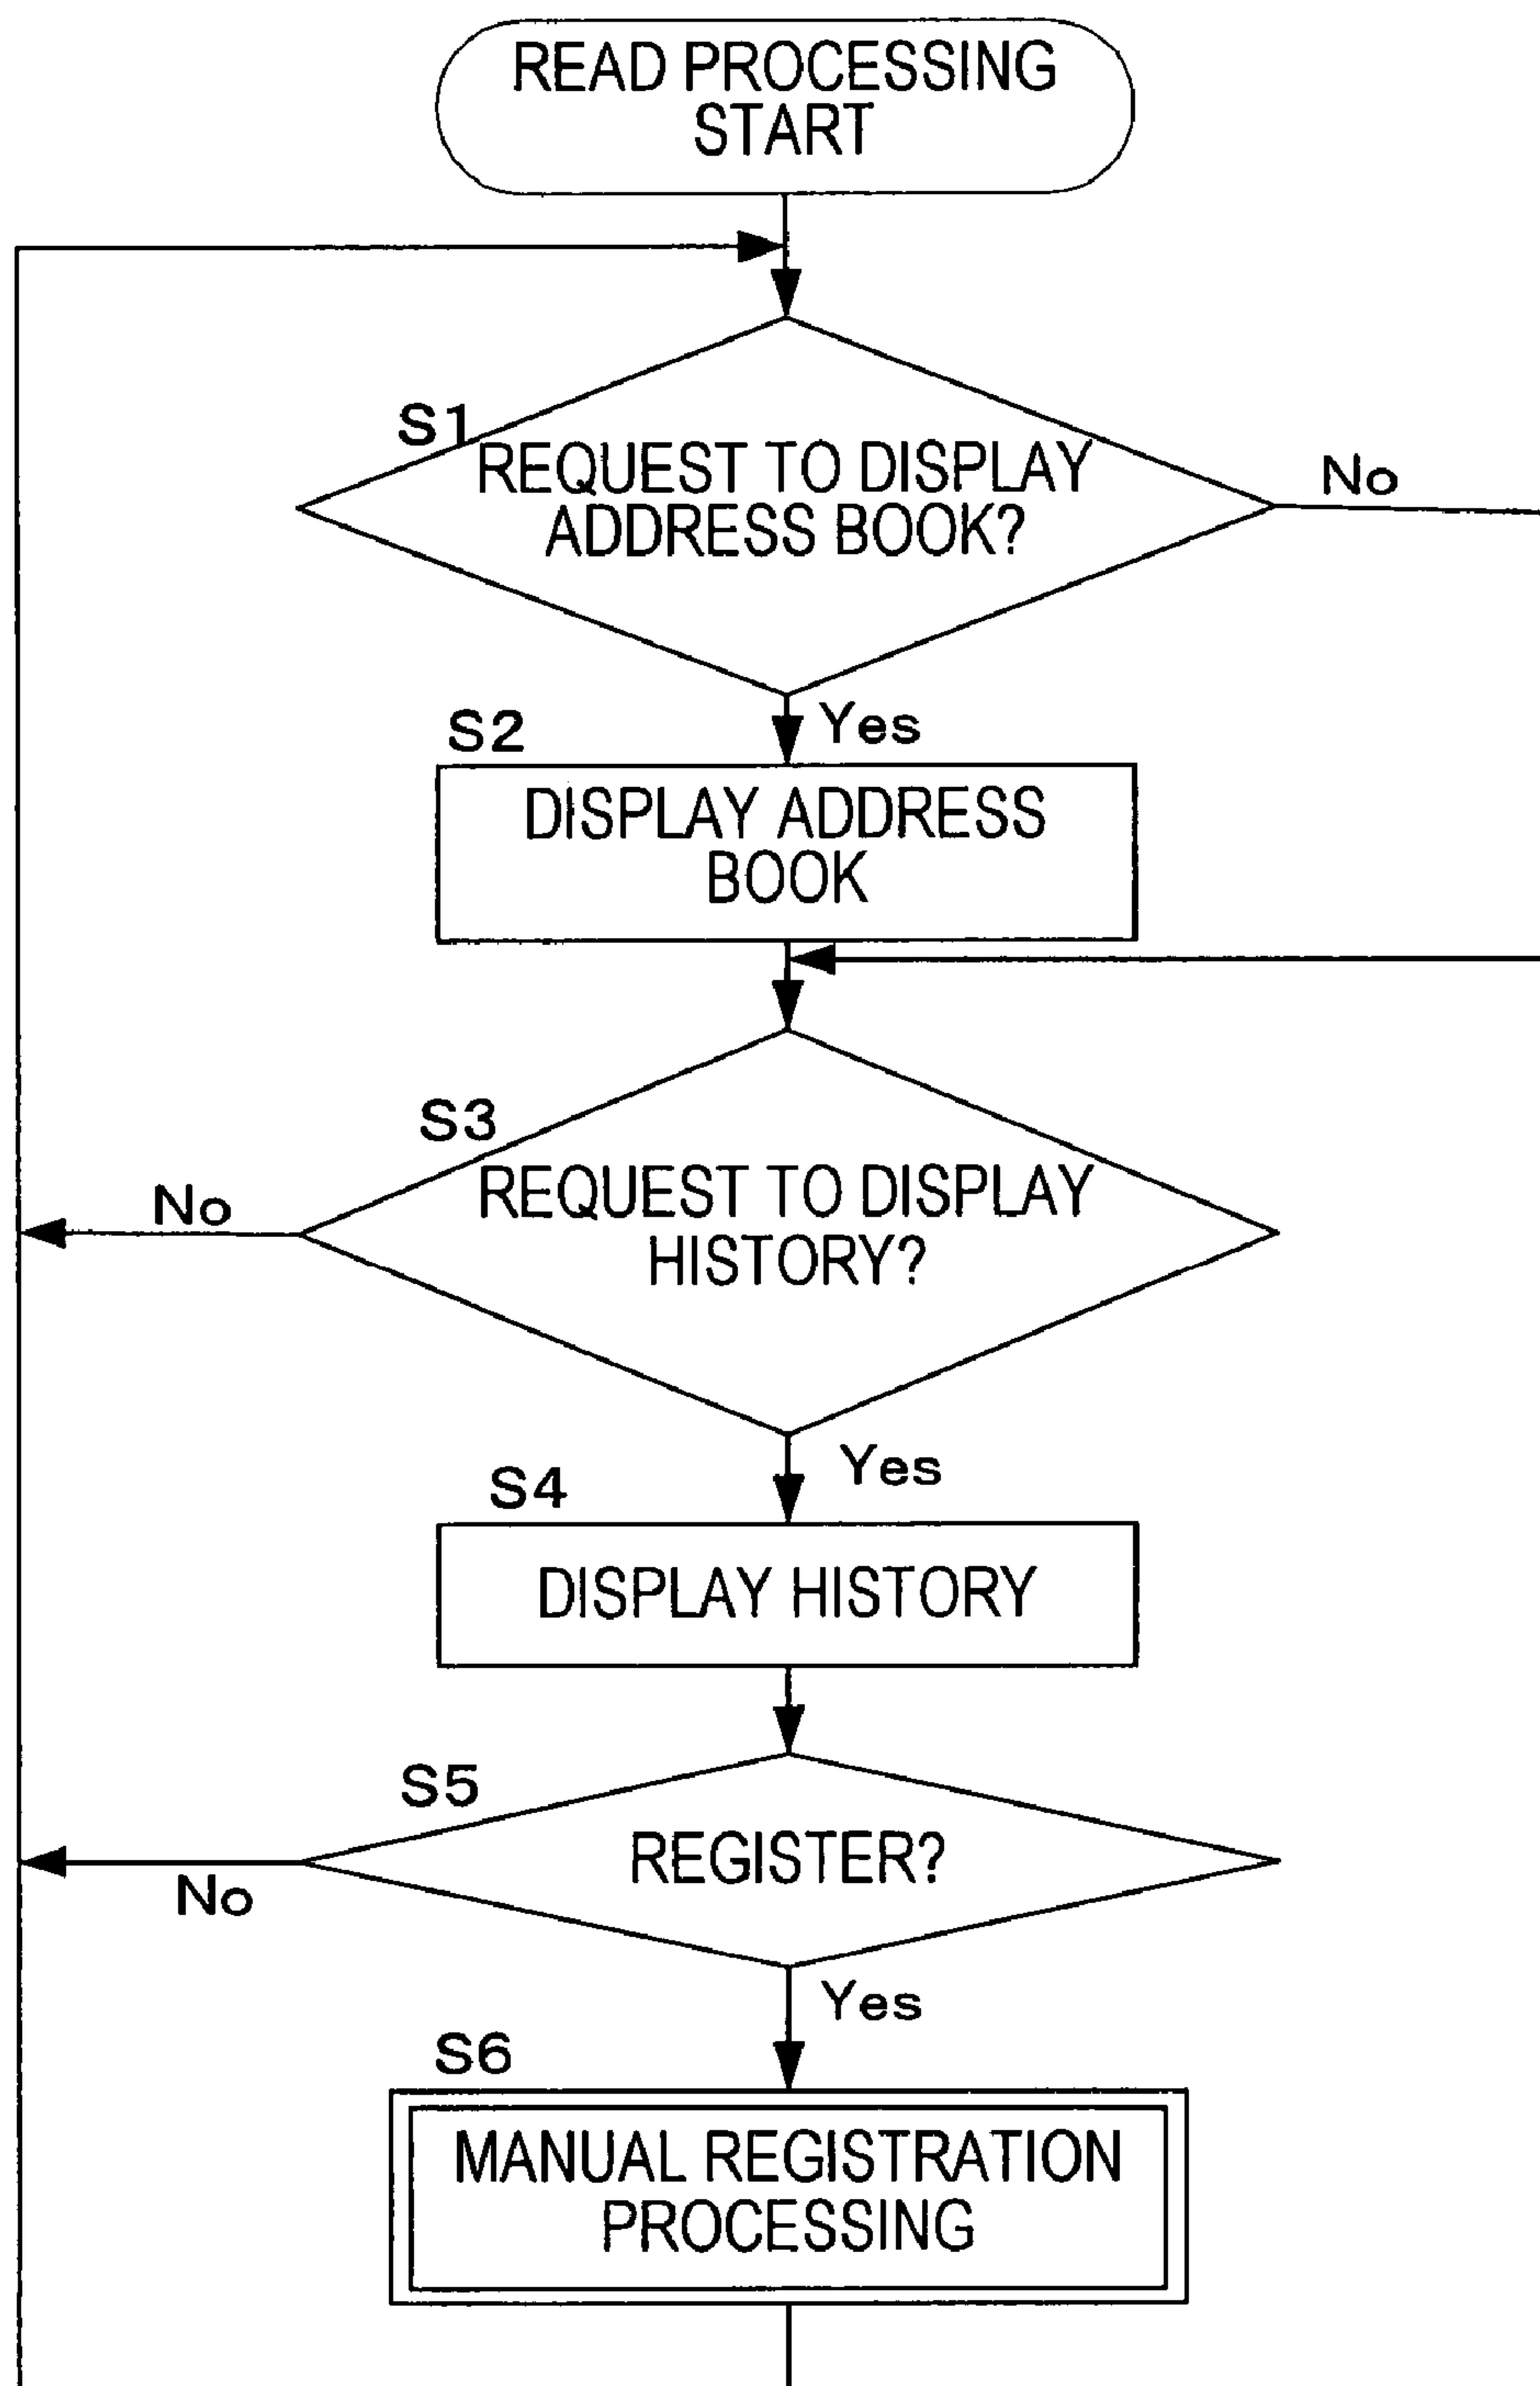 READ PROCESSING
START
S1
REQUEST TO DISPLAY
ADDRESS BOOK?
No
Yes
S2
DISPLAY ADDRESS
BOOK
S3
REQUEST TO DISPLAY
HISTORY?
No
Yes
S4
DISPLAY HISTORY
S5
REGISTER?
No
Yes
S6
MANUAL REGISTRATION
PROCESSING